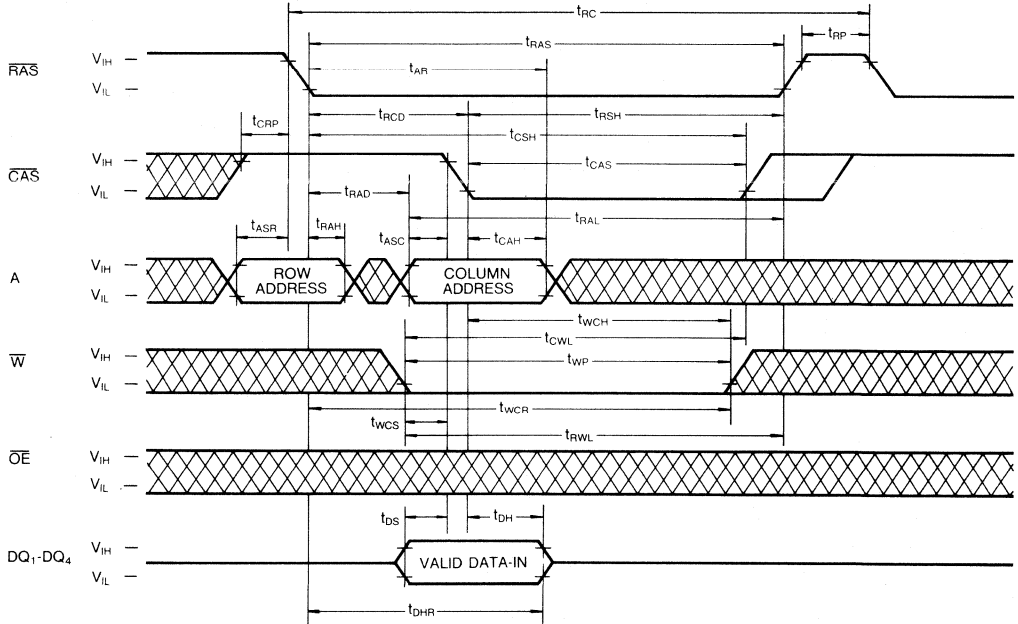 tRC
tRP
tRAS
RAS
VIH
tAR
VIL
tCRP
tRCD
tRSH
tCSH
CAS
VIH
tCAS
VIL
tRAD
tRAL
tASR
tRAH
tASC
tCAH
A
VIH
VIL
ROW
ADDRESS
COLUMN
ADDRESS
tWCH
tCWL
W
VIH
tWP
VIL
tWCR
tWCS
tRWL
OE
VIH
VIL
tDS
tDH
DQ1-DQ4
VIH
VIL
VALID DATA-IN
tDHR